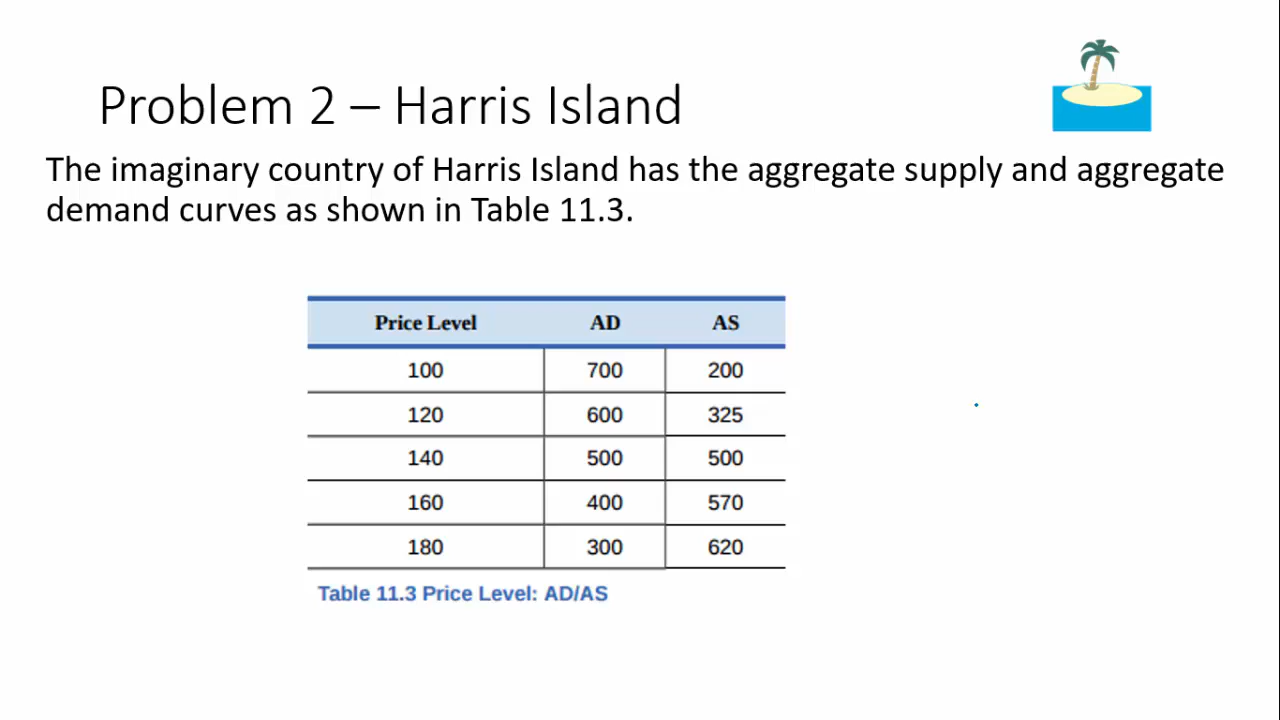 Problem 2 – Harris Island
The imaginary country of Harris Island has the aggregate supply and aggregate
demand curves as shown in Table 11.3.
Price Level AD AS
100 700 200
120 600 325
140 500 500
160 400 570
180 300 620
Table 11.3 Price Level: AD/AS